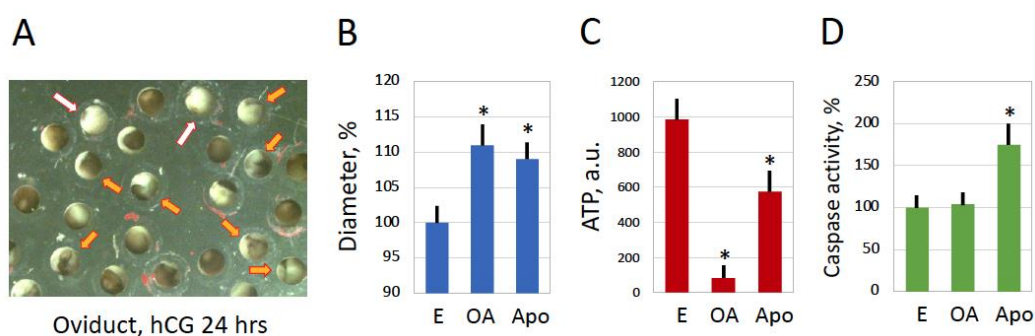 A
Oviduct, hCG 24 hrs
B
Diameter, %
120
115
110
105
100
95
90
E OA Apo
* *
C
ATP, a.u.
1200
1000
800
600
400
200
0
E OA Apo
* *
D
Caspase activity, %
250
200
150
100
50
0
E OA Apo
*